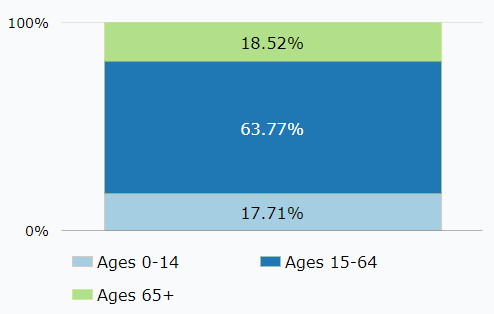 100%
18.52%
63.77%
17.71%
0%
Ages 0-14
Ages 15-64
Ages 65+